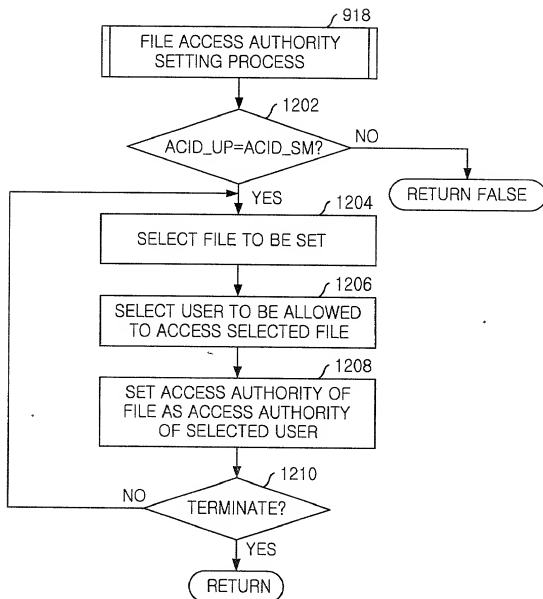 918
FILE ACCESS AUTHORITY
SETTING PROCESS
1202
ACID_UP=ACID_SM?
NO
YES
RETURN FALSE
1204
SELECT FILE TO BE SET
1206
SELECT USER TO BE ALLOWED
TO ACCESS SELECTED FILE
1208
SET ACCESS AUTHORITY OF
FILE AS ACCESS AUTHORITY
OF SELECTED USER
1210
NO
TERMINATE?
YES
RETURN